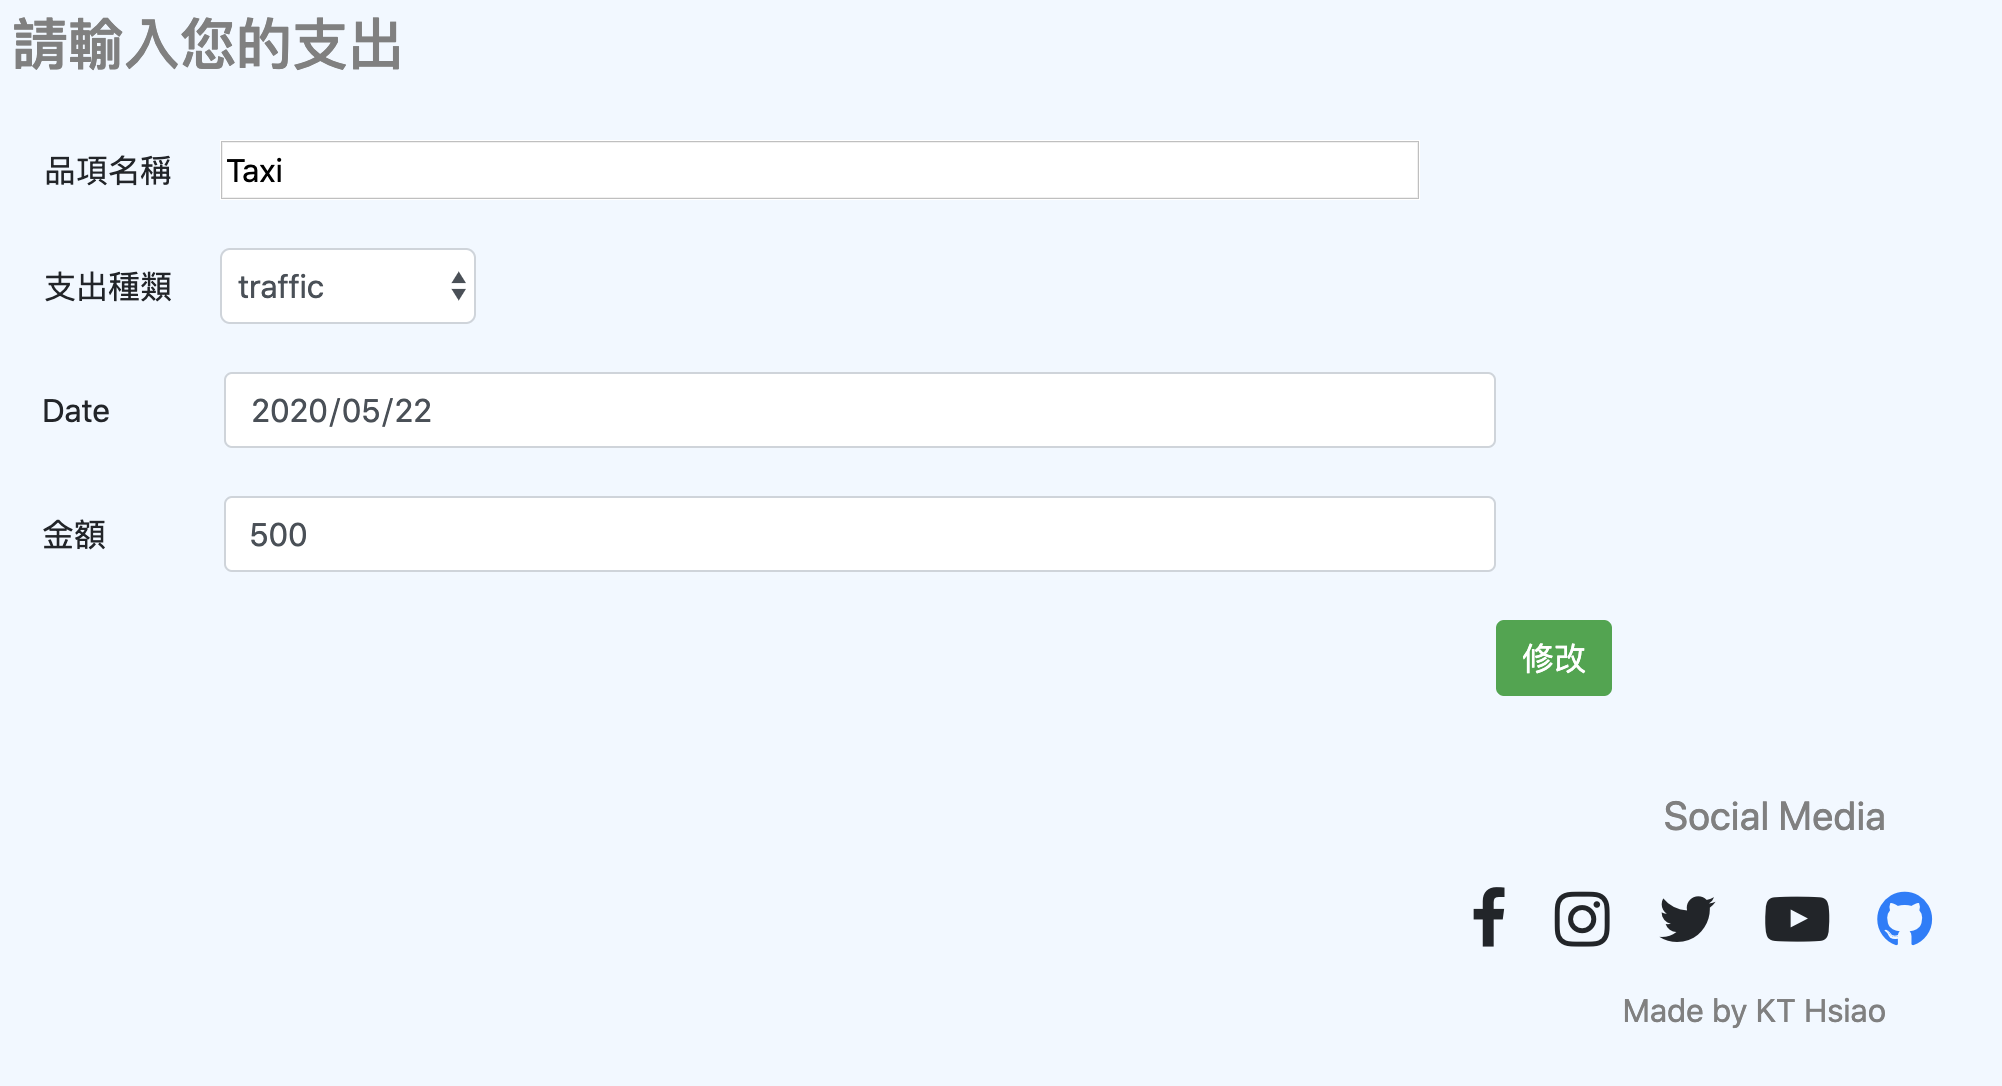 請輸入您的支出
品項名稱 Taxi
支出種類 traffic
Date 2020/05/22
金額 500
修改
Social Media
Made by KT Hsiao